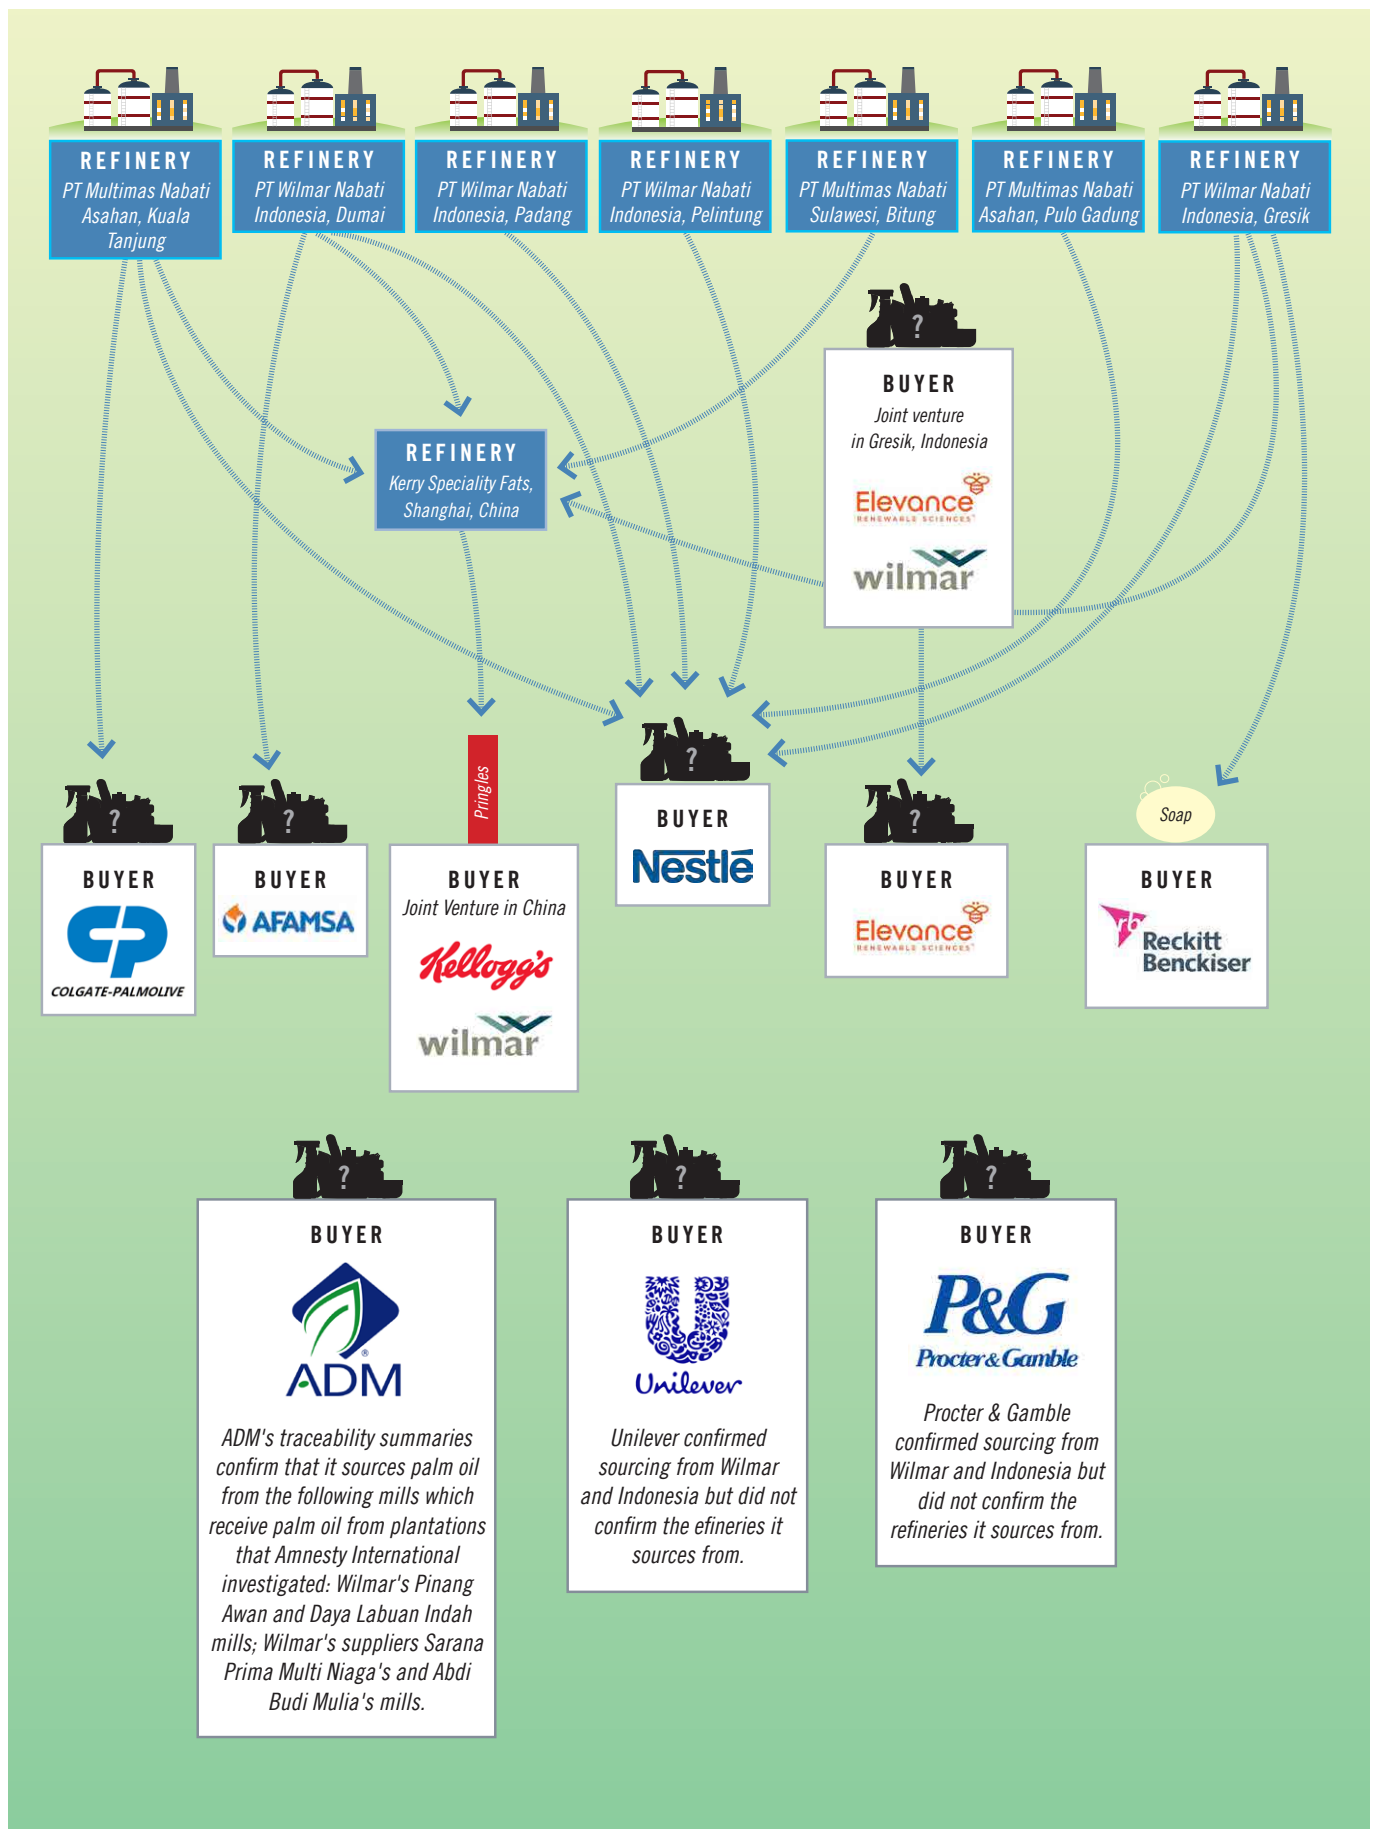 REFINERY
PT Multimas Nabati
Asahan, Kuala
Tanjung
REFINERY
PT Wilmar Nabati
Indonesia, Dumai
REFINERY
PT Wilmar Nabati
Indonesia, Padang
REFINERY
PT Wilmar Nabati
Indonesia, Pelintung
REFINERY
PT Multimas Nabati
Sulawesi, Bitung
REFINERY
PT Multimas Nabati
Asahan, Pulo Gadung
REFINERY
PT Wilmar Nabati
Indonesia, Gresik
?
BUYER
Joint venture
in Gresik, Indonesia
Elevance
RENEWABLE SCIENCES
wilmar
REFINERY
Kerry Speciality Fats,
Shanghai, China
?
BUYER
COLGATE-PALMOLIVE
?
BUYER
AFAMSA
Pringles
BUYER
Joint Venture in China
Kellogg's
wilmar
?
BUYER
Nestlé
?
BUYER
Elevance
RENEWABLE SCIENCES
Soap
BUYER
rb
Reckitt
Benckiser
?
BUYER
®
ADM
ADM's traceability summaries
confirm that it sources palm oil
from the following mills which
receive palm oil from plantations
that Amnesty International
investigated: Wilmar's Pinang
Awan and Daya Labuan Indah
mills; Wilmar's suppliers Sarana
Prima Multi Niaga's and Abdi
Budi Mulia's mills.
?
BUYER
Unilever
Unilever confirmed
sourcing from Wilmar
and Indonesia but did not
confirm the efineries it
sources from.
?
BUYER
P&G
Procter & Gamble
Procter & Gamble
confirmed sourcing from
Wilmar and Indonesia but
did not confirm the
refineries it sources from.